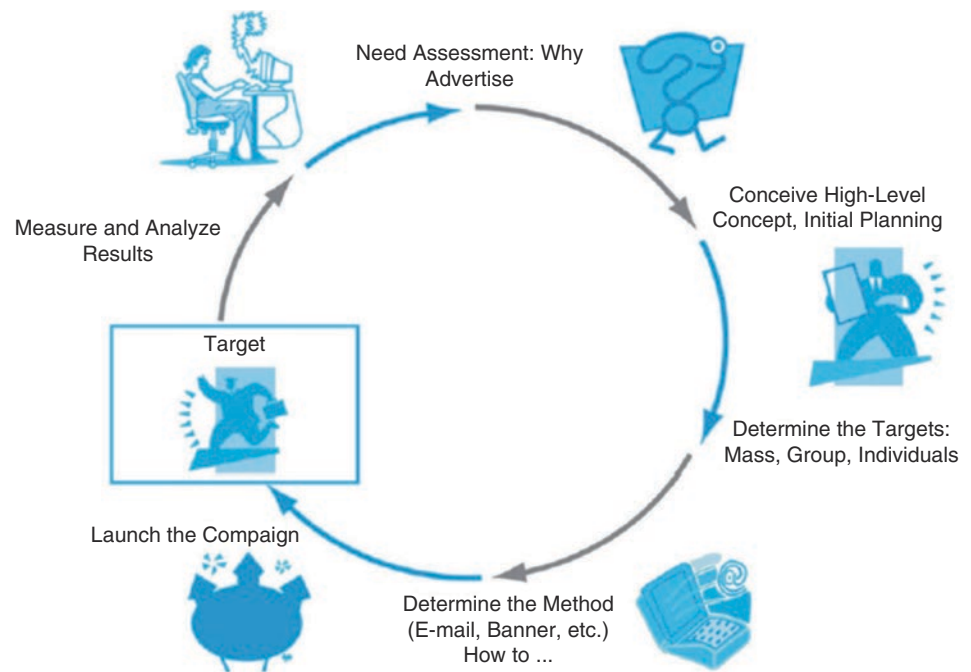 Need Assessment: Why
Advertise
Conceive High-Level
Concept, Initial Planning
Determine the Targets:
Mass, Group, Individuals
Determine the Method
(E-mail, Banner, etc.)
How to ...
Launch the Compaign
Target
Measure and Analyze
Results